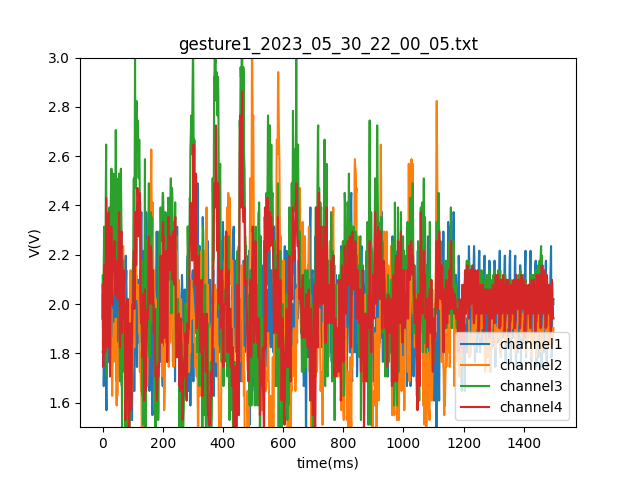 gesture1_2023_05_30_22_00_05.txt
3.0
2.8
2.6
2.4
2.2
2.0
1.8
1.6
V(V)
channel1
channel2
channel3
channel4
0 200 400 600 800 1000 1200 1400
time(ms)